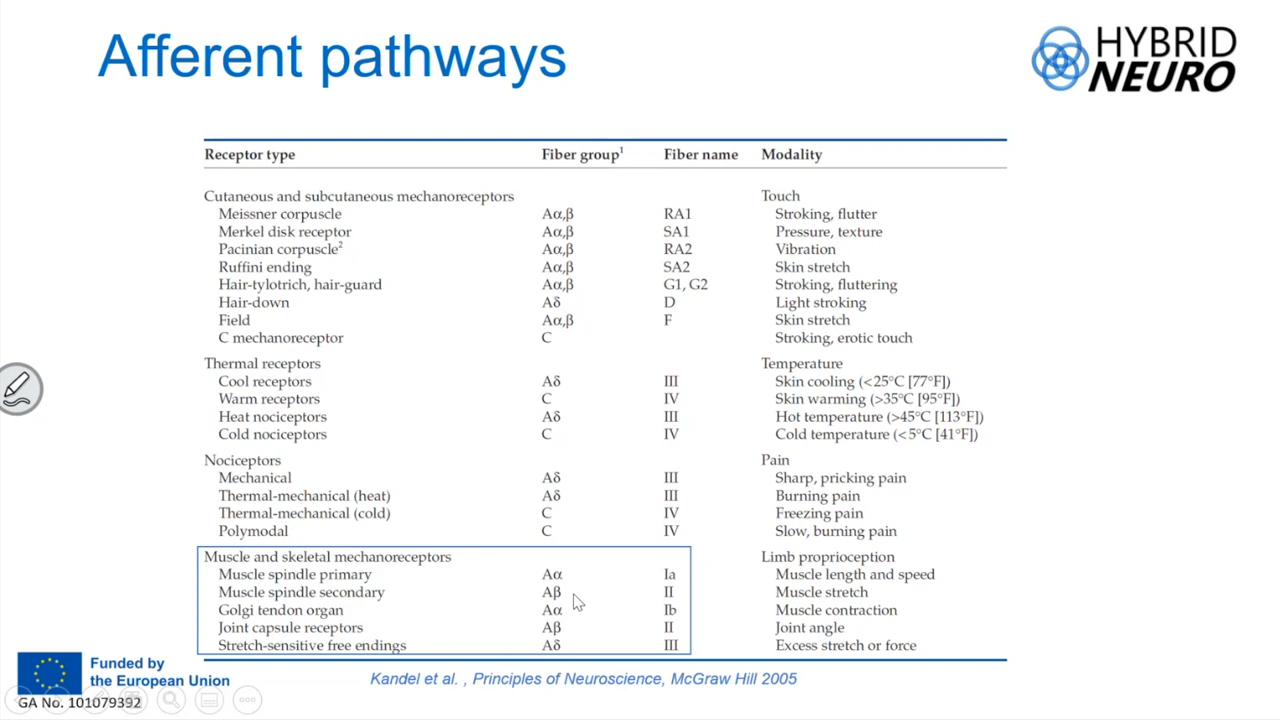 Afferent pathways
HYBRID
NEURO
Receptor type Fiber group¹ Fiber name Modality
Cutaneous and subcutaneous mechanoreceptors Touch
Meissner corpuscle Aα,β RA1 Stroking, flutter
Merkel disk receptor Aα,β SA1 Pressure, texture
Pacinian corpuscle² Aα,β RA2 Vibration
Ruffini ending Aα,β SA2 Skin stretch
Hair-tylotrich, hair-guard Aα,β G1, G2 Stroking, fluttering
Hair-down Aδ D Light stroking
Field Aα,β F Skin stretch
C mechanoreceptor C Stroking, erotic touch
Thermal receptors Temperature
Cool receptors Aδ III Skin cooling (<25°C [77°F])
Warm receptors C IV Skin warming (>35°C [95°F])
Heat nociceptors Aδ III Hot temperature (>45°C [113°F])
Cold nociceptors C IV Cold temperature (<5°C [41°F])
Nociceptors Pain
Mechanical Aδ III Sharp, pricking pain
Thermal-mechanical (heat) Aδ III Burning pain
Thermal-mechanical (cold) C IV Freezing pain
Polymodal C IV Slow, burning pain
Muscle and skeletal mechanoreceptors Limb proprioception
Muscle spindle primary Aα Ia Muscle length and speed
Muscle spindle secondary Aβ II Muscle stretch
Golgi tendon organ Aα Ib Muscle contraction
Joint capsule receptors Aβ II Joint angle
Stretch-sensitive free endings Aδ III Excess stretch or force
Funded by
the European Union
Kandel et al. , Principles of Neuroscience, McGraw Hill 2005
GA No. 101079392